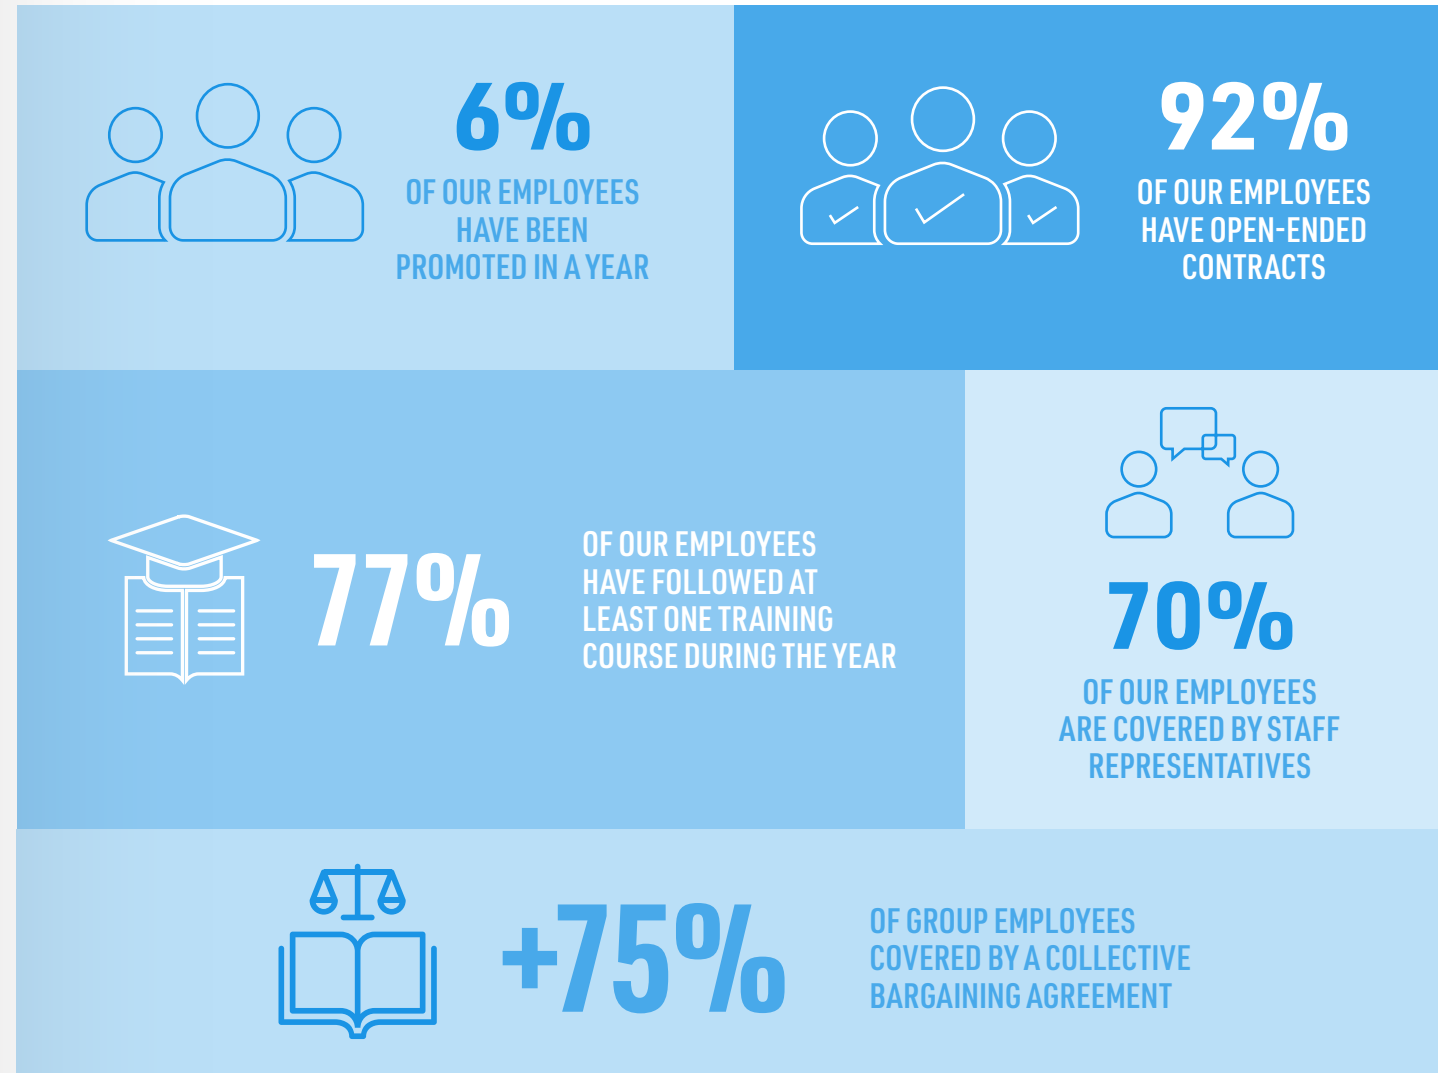 6%
OF OUR EMPLOYEES
HAVE BEEN
PROMOTED IN A YEAR
92%
OF OUR EMPLOYEES
HAVE OPEN-ENDED
CONTRACTS
77%
OF OUR EMPLOYEES
HAVE FOLLOWED AT
LEAST ONE TRAINING
COURSE DURING THE YEAR
70%
OF OUR EMPLOYEES
ARE COVERED BY STAFF
REPRESENTATIVES
+75%
OF GROUP EMPLOYEES
COVERED BY A COLLECTIVE
BARGAINING AGREEMENT